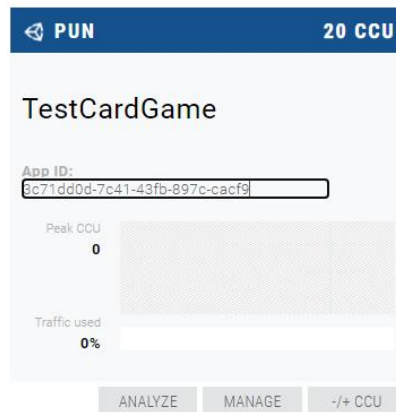 PUN 20 CCU
TestCardGame
App ID:
3c71dd0d-7c41-43fb-897c-cacf9
Peak CCU
0
Traffic used
0%
ANALYZE MANAGE -/+ CCU